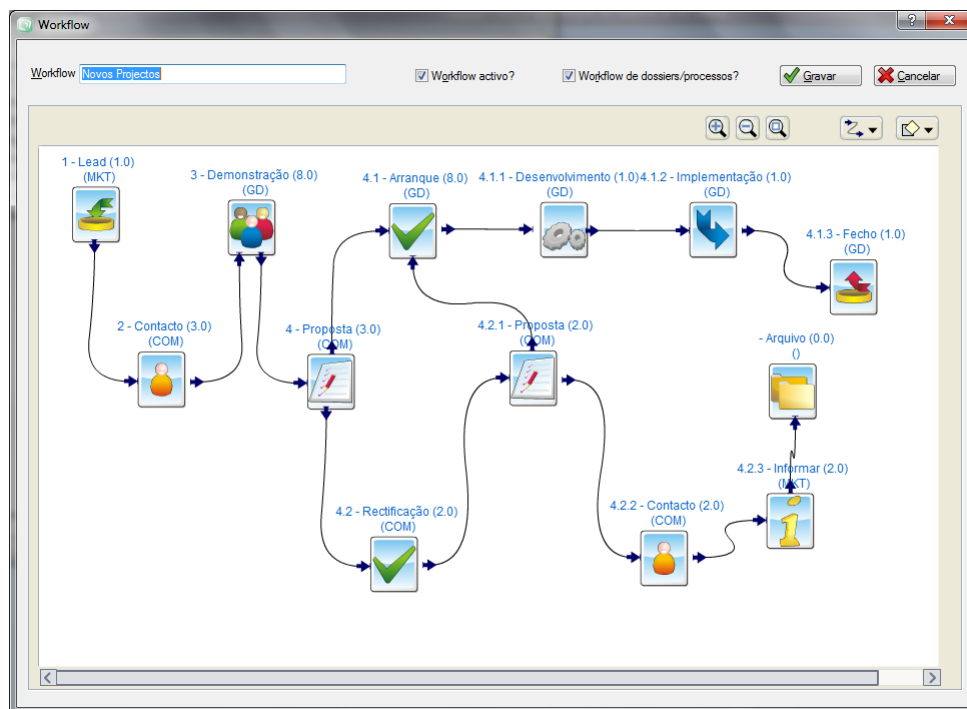 Workflow
Workflow Novos Projectos Workflow activo? Workflow de dossiers/processos? Gravar Cancelar
1 - Lead (1.0)
(MKT)
3 - Demonstração (8.0)
(GD)
4.1 - Arranque (8.0)
(GD)
4.1.1 - Desenvolvimento (1.0)
(GD)
4.1.2 - Implementação (1.0)
(GD)
4.1.3 - Fecho (1.0)
(GD)
2 - Contacto (3.0)
(COM)
4 - Proposta (3.0)
(COM)
4.2.1 - Proposta (2.0)
(COM)
- Arquivo (0.0)
()
4.2 - Rectificação (2.0)
(COM)
4.2.2 - Contacto (2.0)
(COM)
4.2.3 - Informar (2.0)
(MKT)